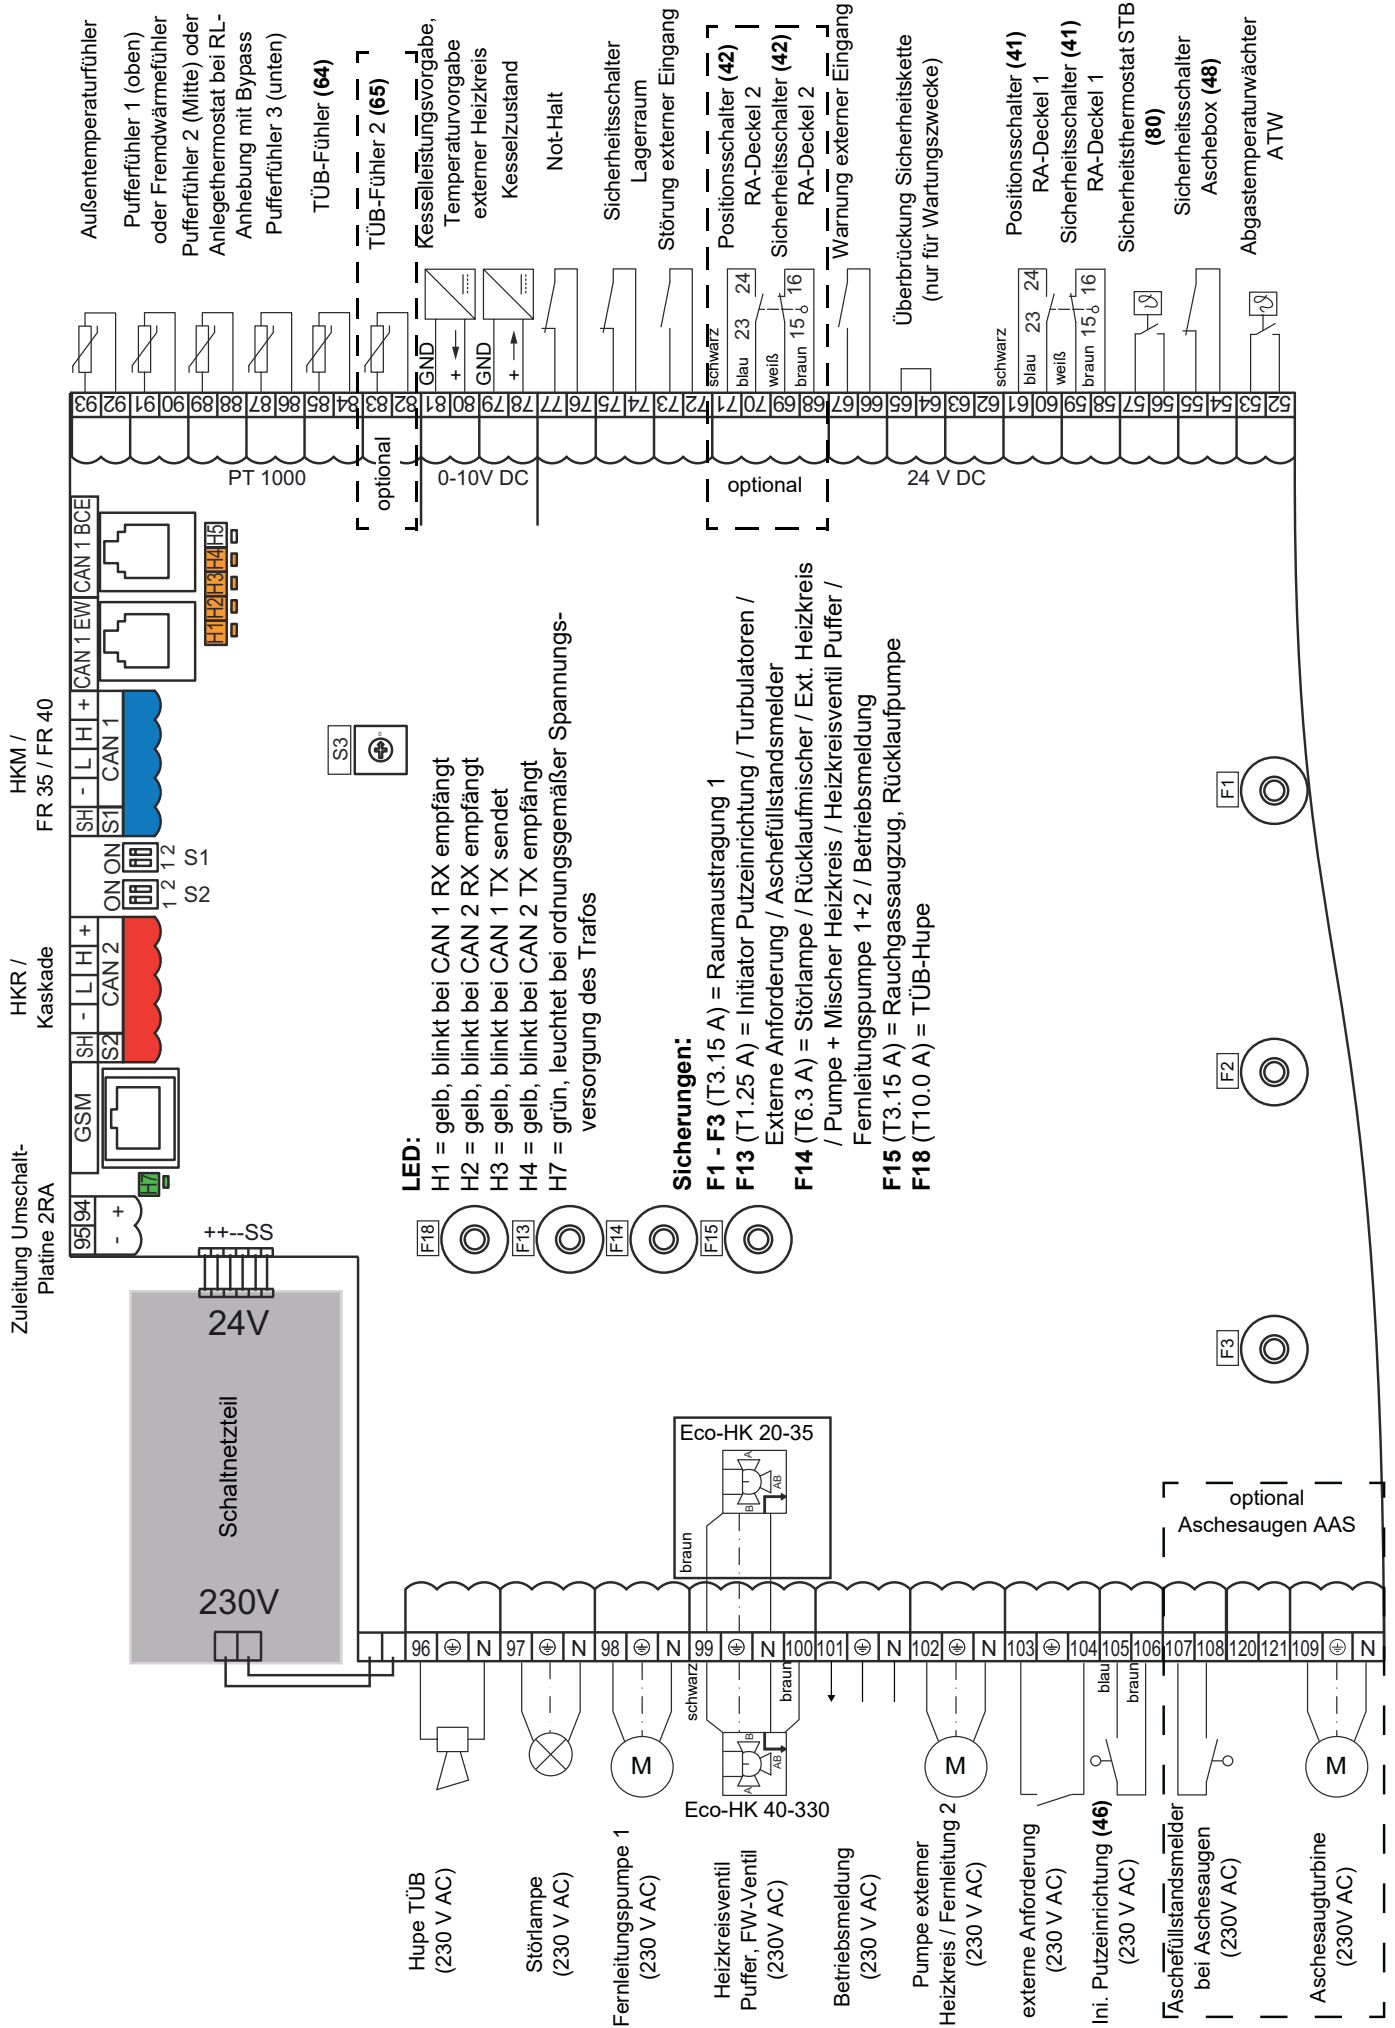 Außentemperaturfühler
Pufferfühler 1 (oben)
oder Fremdwärmefühler
Pufferfühler 2 (Mitte) oder
Anlegethermostat bei RL-
Anhebung mit Bypass
Pufferfühler 3 (unten)
TÜB-Fühler (64)
TÜB-Fühler 2 (65)
Kesselleistungsvorgabe,
Temperaturvorgabe
externer Heizkreis
Kesselzustand
Not-Halt
Sicherheitsschalter
Lagerraum
Störung externer Eingang
Positionsschalter (42)
RA-Deckel 2
Sicherheitsschalter (42)
RA-Deckel 2
Warnung externer Eingang
Überbrückung Sicherheitskette
(nur für Wartungszwecke)
Positionsschalter (41)
RA-Deckel 1
Sicherheitsschalter (41)
RA-Deckel 1
Sicherheitsthermostat STB
(80)
Sicherheitsschalter
Aschebox (48)
Abgastemperaturwächter
ATW
GND
+
GND
+
schwarz
blau 23 24
weiß
braun 15 16
schwarz
blau 23 24
weiß
braun 15 16
ϑ
ϑ
93 92 91 90 89 88 87 86 85 84 83 82 81 80 79 78 77 76 75 74 73 72 71 70 69 68 67 66 65 64 63 62 61 60 59 58 57 56 55 54 53 52
PT 1000
optional
0-10V DC
optional
24 V DC
HKM /
FR 35 / FR 40
HKR /
Kaskade
Zuleitung Umschalt-
Platine 2RA
CAN 1 EW
CAN 1 BCE
H1 H2 H3 H4 H5
SH - L H +
S1 CAN 1
ON ON
1 2 S1
1 2 S2
SH - L H +
S2 CAN 2
GSM
H7
95 94
- +
S3
LED:
H1 = gelb, blinkt bei CAN 1 RX empfängt
H2 = gelb, blinkt bei CAN 2 RX empfängt
H3 = gelb, blinkt bei CAN 1 TX sendet
H4 = gelb, blinkt bei CAN 2 TX empfängt
H7 = grün, leuchtet bei ordnungsgemäßer Spannungs-
versorgung des Trafos
Sicherungen:
F1 - F3 (T3.15 A) = Raumaustragung 1
F13 (T1.25 A) = Initiator Putzeinrichtung / Turbulatoren /
Externe Anforderung / Aschefüllstandsmelder
F14 (T6.3 A) = Störlampe / Rücklaufmischer / Ext. Heizkreis
/ Pumpe + Mischer Heizkreis / Heizkreisventil Puffer /
Fernleitungspumpe 1+2 / Betriebsmeldung
F15 (T3.15 A) = Rauchgassaugzug, Rücklaufpumpe
F18 (T10.0 A) = TÜB-Hupe
F18
F13
F14
F15
F1
F2
F3
++--SS
24V
Schaltnetzteil
230V
Eco-HK 20-35
A
B
AB
braun
optional
Aschesaugen AAS
96 N 97 N 98 N 99 N 100 101 N 102 N 103 104 105 106 107 108 120 121 109 N
schwarz
braun
blau
braun
M
A
B
AB
Eco-HK 40-330
M
M
Hupe TÜB
(230 V AC)
Störlampe
(230 V AC)
Fernleitungspumpe 1
(230 V AC)
Heizkreisventil
Puffer, FW-Ventil
(230V AC)
Betriebsmeldung
(230 V AC)
Pumpe externer
Heizkreis / Fernleitung 2
(230 V AC)
externe Anforderung
(230 V AC)
Ini. Putzeinrichtung (46)
(230 V AC)
Aschefüllstandsmelder
bei Aschesaugen
(230V AC)
Aschesaugturbine
(230V AC)